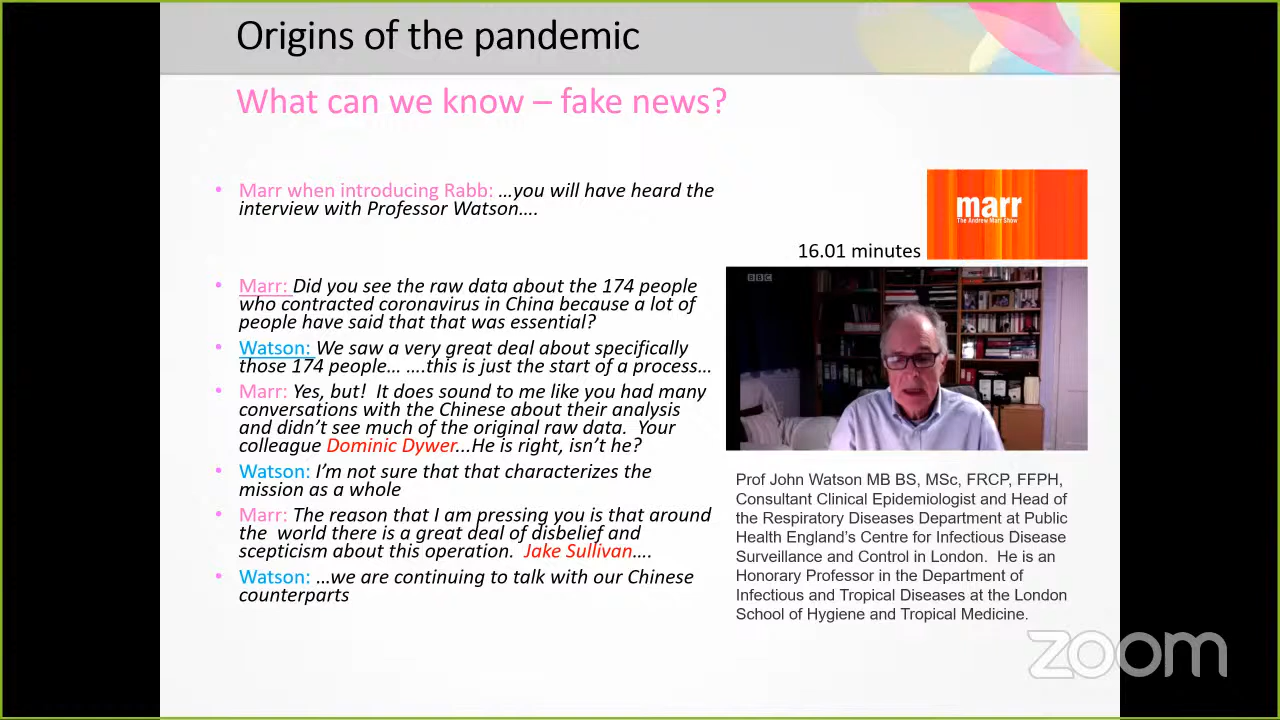 Origins of the pandemic
What can we know – fake news?
• Marr when introducing Rabb: …you will have heard the
interview with Professor Watson….
• Marr: Did you see the raw data about the 174 people
who contracted coronavirus in China because a lot of
people have said that that was essential?
• Watson: We saw a very great deal about specifically
those 174 people… ….this is just the start of a process…
• Marr: Yes, but! It does sound to me like you had many
conversations with the Chinese about their analysis
and didn’t see much of the original raw data. Your
colleague Dominic Dywer...He is right, isn’t he?
• Watson: I’m not sure that that characterizes the
mission as a whole
• Marr: The reason that I am pressing you is that around
the world there is a great deal of disbelief and
scepticism about this operation. Jake Sullivan….
• Watson: …we are continuing to talk with our Chinese
counterparts
marr
The Andrew Marr Show
16.01 minutes
BBC
Prof John Watson MB BS, MSc, FRCP, FFPH,
Consultant Clinical Epidemiologist and Head of
the Respiratory Diseases Department at Public
Health England’s Centre for Infectious Disease
Surveillance and Control in London. He is an
Honorary Professor in the Department of
Infectious and Tropical Diseases at the London
School of Hygiene and Tropical Medicine.
zoom